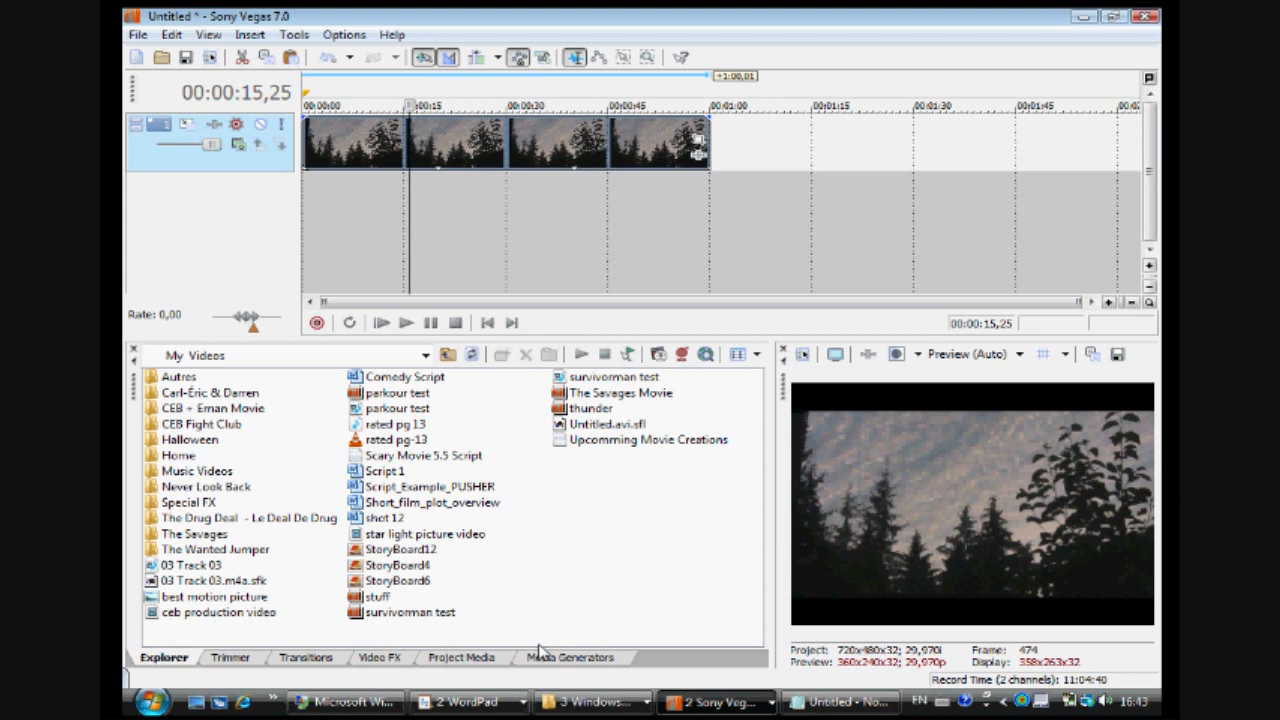 Untitled * - Sony Vegas 7.0
File Edit View Insert Tools Options Help
+1:00,01
00:00:15,25
00:00:00 00:00:15 00:00:30 00:00:45 00:01:00 00:01:15 00:01:30 00:01:45 00:0
Rate: 0,00
00:00:15,25
My Videos
Preview (Auto)
Autres
Carl-Éric & Darren
CEB + Eman Movie
CEB Fight Club
Halloween
Home
Music Videos
Never Look Back
Special FX
The Drug Deal - Le Deal De Drug
The Savages
The Wanted Jumper
03 Track 03
03 Track 03.m4a.sfk
best motion picture
ceb production video
Comedy Script
parkour test
parkour test
rated pg 13
rated pg-13
Scary Movie 5.5 Script
Script 1
Script_Example_PUSHER
Short_film_plot_overview
shot 12
star light picture video
StoryBoard12
StoryBoard4
StoryBoard6
stuff
survivorman test
survivorman test
The Savages Movie
thunder
Untitled.avi.sfl
Upcomming Movie Creations
Explorer Trimmer Transitions Video FX Project Media Media Generators
Project: 720x480x32; 29,970i Frame: 474
Preview: 360x240x32; 29,970p Display: 358x263x32
Record Time (2 channels): 11:04:40
Microsoft Wi... 2 WordPad 3 Windows... 2 Sony Veg... Untitled - No... EN 16:43